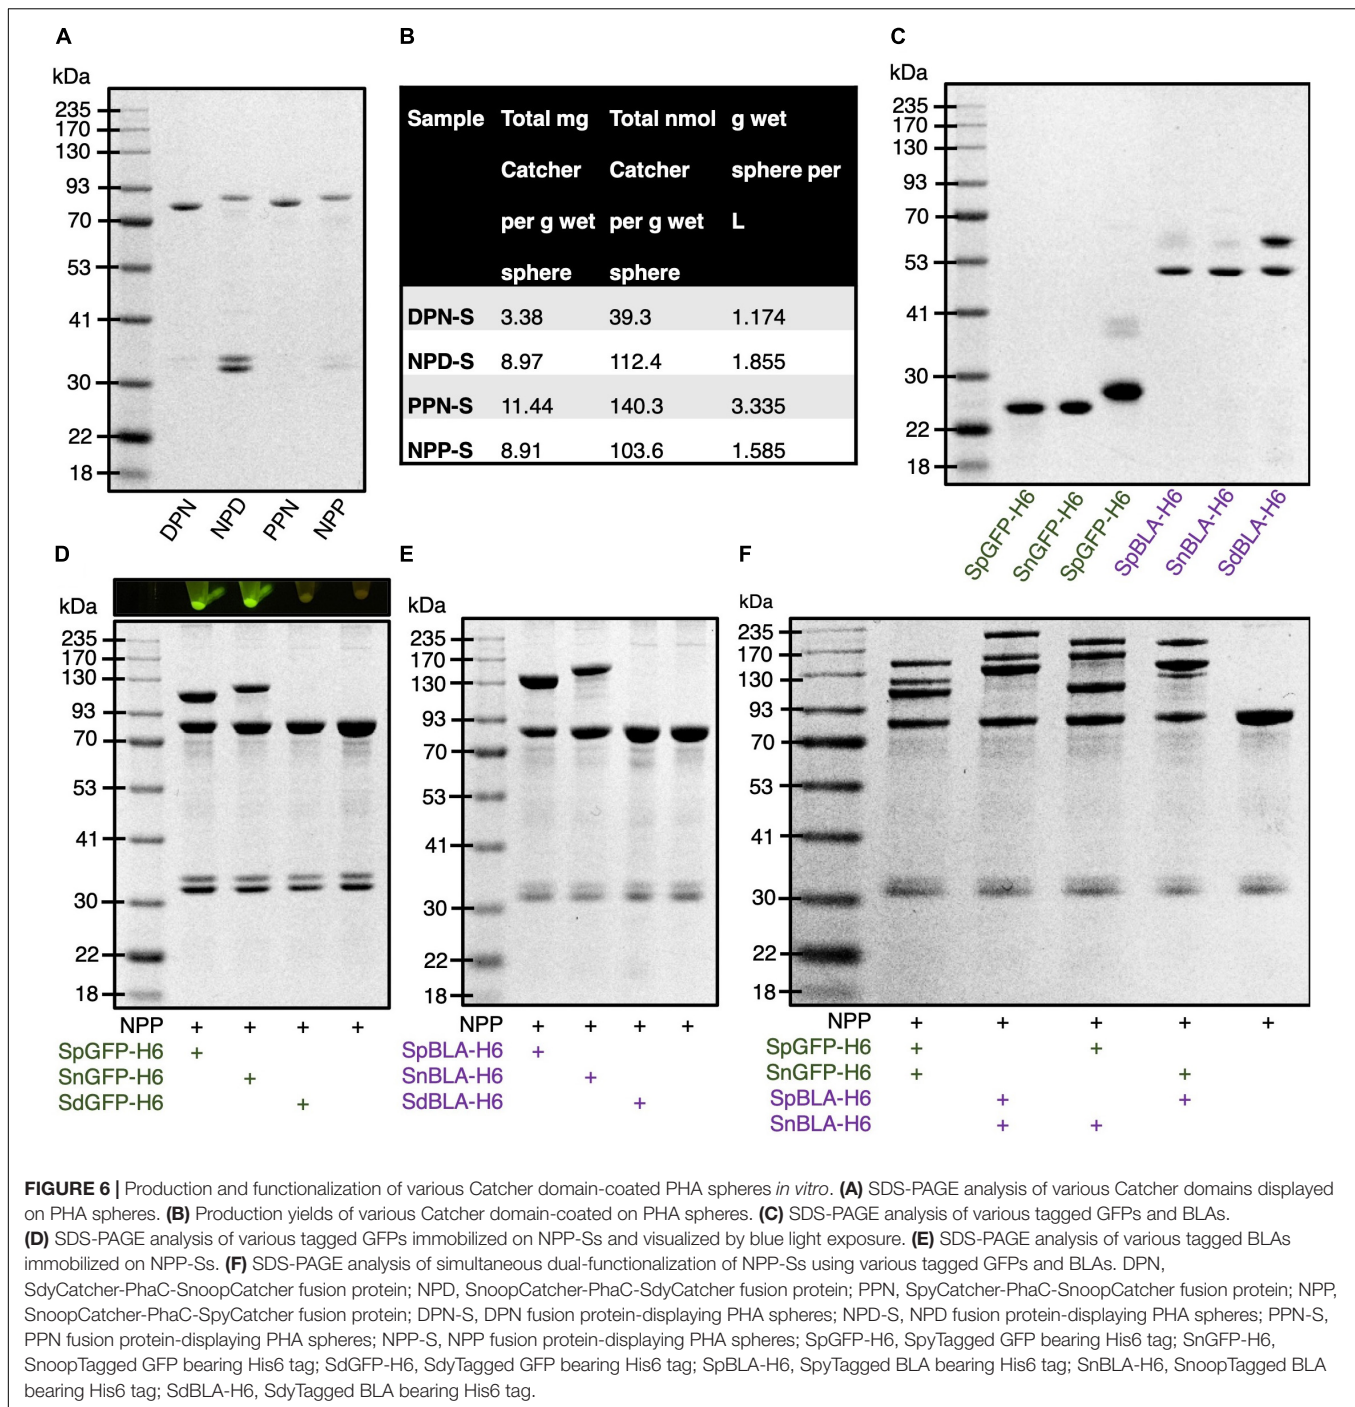 A
kDa
235
170
130
93
70
53
41
30
22
18
DPN
NPD
PPN
NPP
B
Sample Total mg Total nmol g wet
Catcher Catcher sphere per
per g wet per g wet L
sphere sphere
DPN-S 3.38 39.3 1.174
NPD-S 8.97 112.4 1.855
PPN-S 11.44 140.3 3.335
NPP-S 8.91 103.6 1.585
C
kDa
235
170
130
93
70
53
41
30
22
18
SpGFP-H6
SnGFP-H6
SpGFP-H6
SpBLA-H6
SnBLA-H6
SdBLA-H6
D
kDa
235
170
130
93
70
53
41
30
22
18
NPP + + + +
SpGFP-H6 +
SnGFP-H6 +
SdGFP-H6 +
E
kDa
235
170
130
93
70
53
41
30
22
18
NPP + + + +
SpBLA-H6 +
SnBLA-H6 +
SdBLA-H6 +
F
kDa
235
170
130
93
70
53
41
30
22
18
NPP + + + + +
SpGFP-H6 + +
SnGFP-H6 + +
SpBLA-H6 + +
SnBLA-H6 + +
FIGURE 6 | Production and functionalization of various Catcher domain-coated PHA spheres in vitro. (A) SDS-PAGE analysis of various Catcher domains displayed
on PHA spheres. (B) Production yields of various Catcher domain-coated on PHA spheres. (C) SDS-PAGE analysis of various tagged GFPs and BLAs.
(D) SDS-PAGE analysis of various tagged GFPs immobilized on NPP-Ss and visualized by blue light exposure. (E) SDS-PAGE analysis of various tagged BLAs
immobilized on NPP-Ss. (F) SDS-PAGE analysis of simultaneous dual-functionalization of NPP-Ss using various tagged GFPs and BLAs. DPN,
SdyCatcher-PhaC-SnoopCatcher fusion protein; NPD, SnoopCatcher-PhaC-SdyCatcher fusion protein; PPN, SpyCatcher-PhaC-SnoopCatcher fusion protein; NPP,
SnoopCatcher-PhaC-SpyCatcher fusion protein; DPN-S, DPN fusion protein-displaying PHA spheres; NPD-S, NPD fusion protein-displaying PHA spheres; PPN-S,
PPN fusion protein-displaying PHA spheres; NPP-S, NPP fusion protein-displaying PHA spheres; SpGFP-H6, SpyTagged GFP bearing His6 tag; SnGFP-H6,
SnoopTagged GFP bearing His6 tag; SdGFP-H6, SdyTagged GFP bearing His6 tag; SpBLA-H6, SpyTagged BLA bearing His6 tag; SnBLA-H6, SnoopTagged BLA
bearing His6 tag; SdBLA-H6, SdyTagged BLA bearing His6 tag.